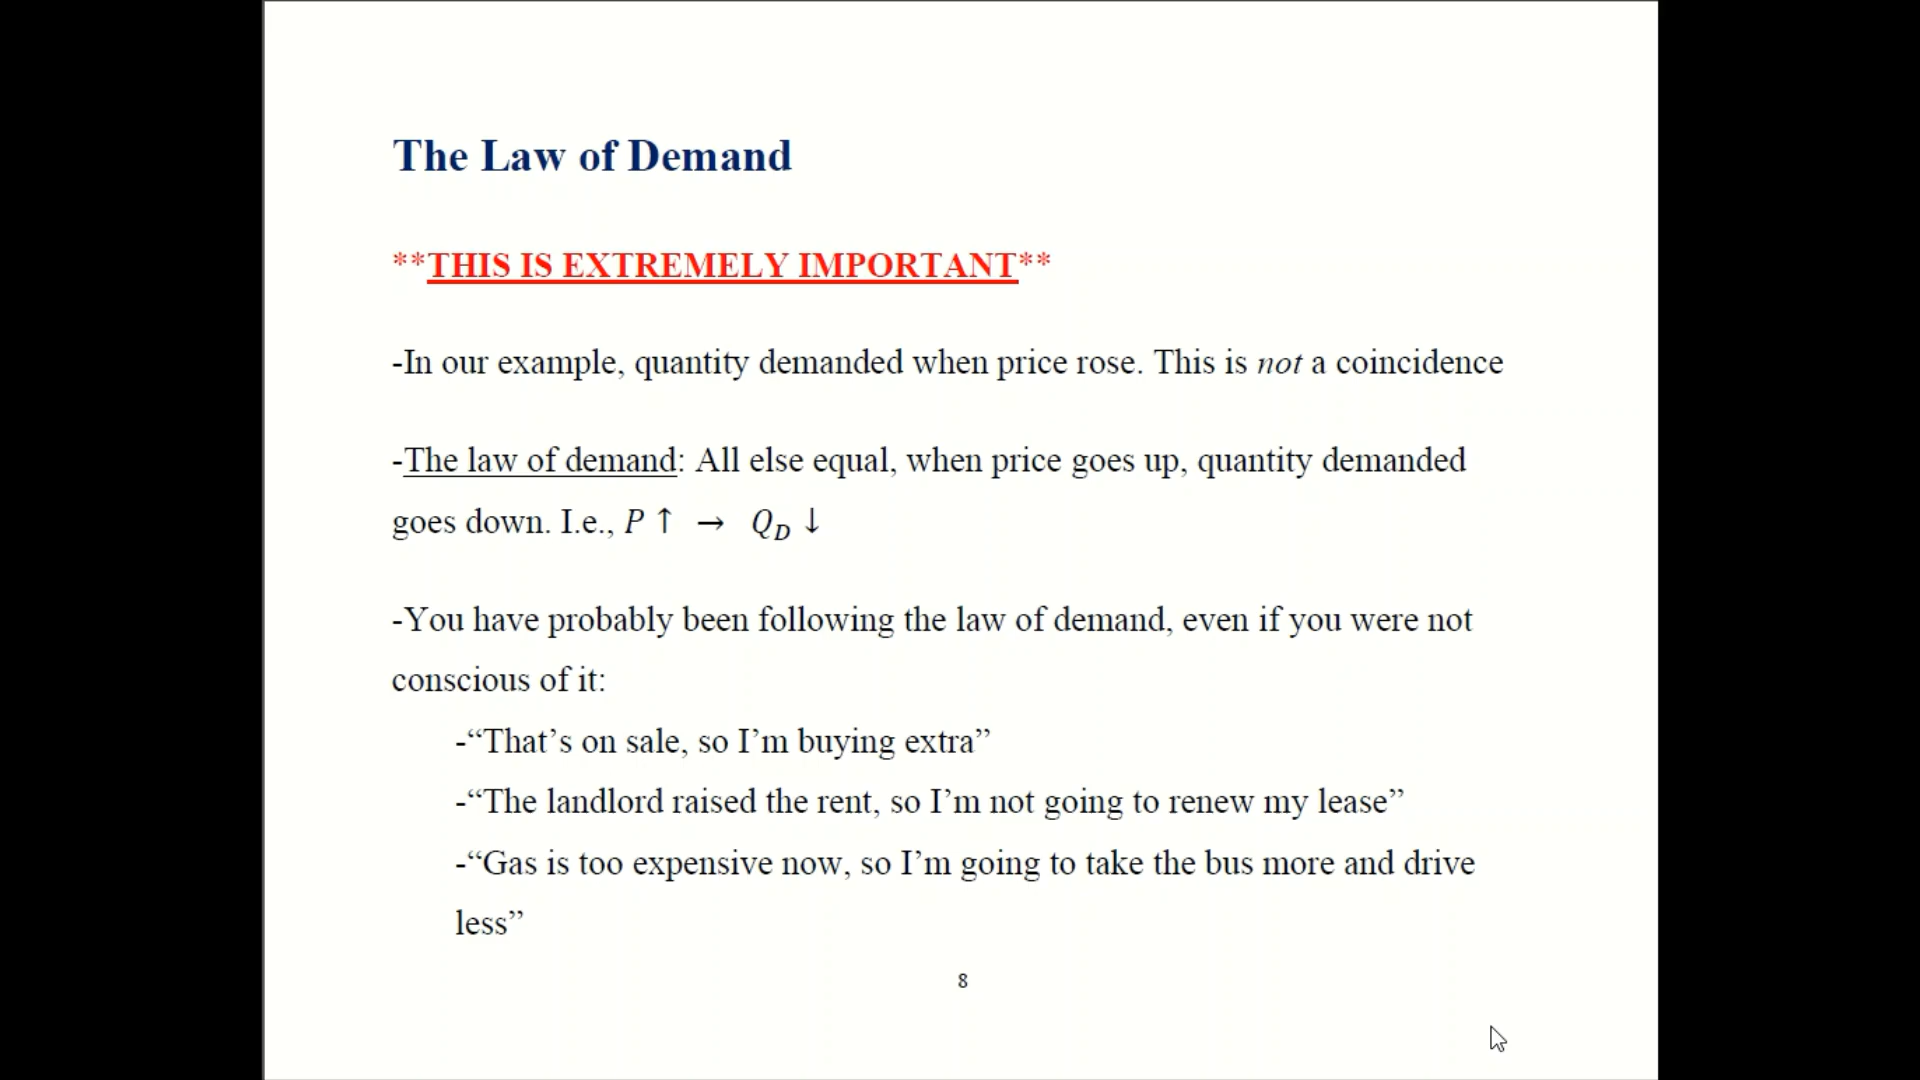 The Law of Demand
**THIS IS EXTREMELY IMPORTANT**
-In our example, quantity demanded when price rose. This is not a coincidence
-The law of demand: All else equal, when price goes up, quantity demanded
goes down. I.e., P ↑ → Q_D ↓
-You have probably been following the law of demand, even if you were not
conscious of it:
-“That’s on sale, so I’m buying extra”
-“The landlord raised the rent, so I’m not going to renew my lease”
-“Gas is too expensive now, so I’m going to take the bus more and drive
less”
8